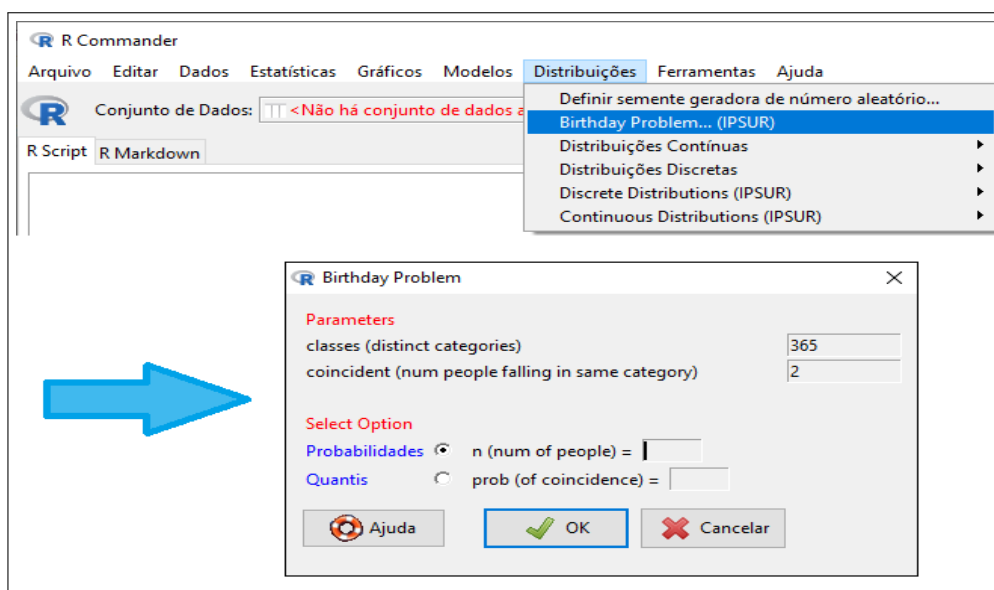 R Commander
Arquivo Editar Dados Estatísticas Gráficos Modelos Distribuições Ferramentas Ajuda
R Conjunto de Dados: <Não há conjunto de dados a
Definir semente geradora de número aleatório...
Birthday Problem... (IPSUR)
R Script R Markdown
Distribuições Contínuas
Distribuições Discretas
Discrete Distributions (IPSUR)
Continuous Distributions (IPSUR)
Birthday Problem
Parameters
classes (distinct categories) 365
coincident (num people falling in same category) 2
Select Option
Probabilidades n (num of people) =
Quantis prob (of coincidence) =
Ajuda OK Cancelar